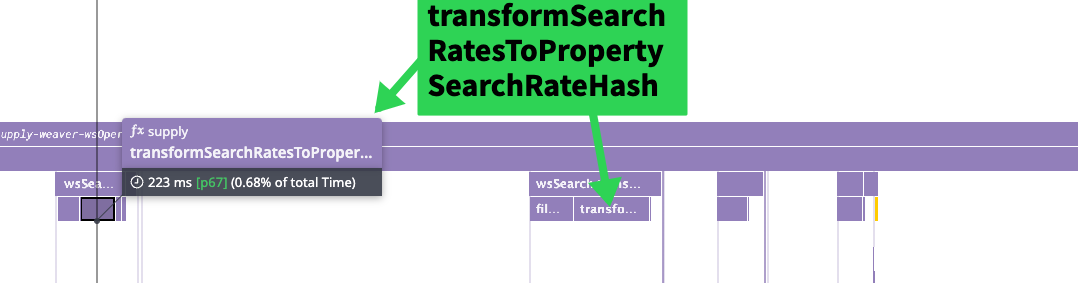 transformSearch
RatesToProperty
SearchRateHash
upply-weaver-wsOper
fx supply
transformSearchRatesToProper...
223 ms [p67] (0.68% of total Time)
wsSea...
wsSearch
fil...
transfo...